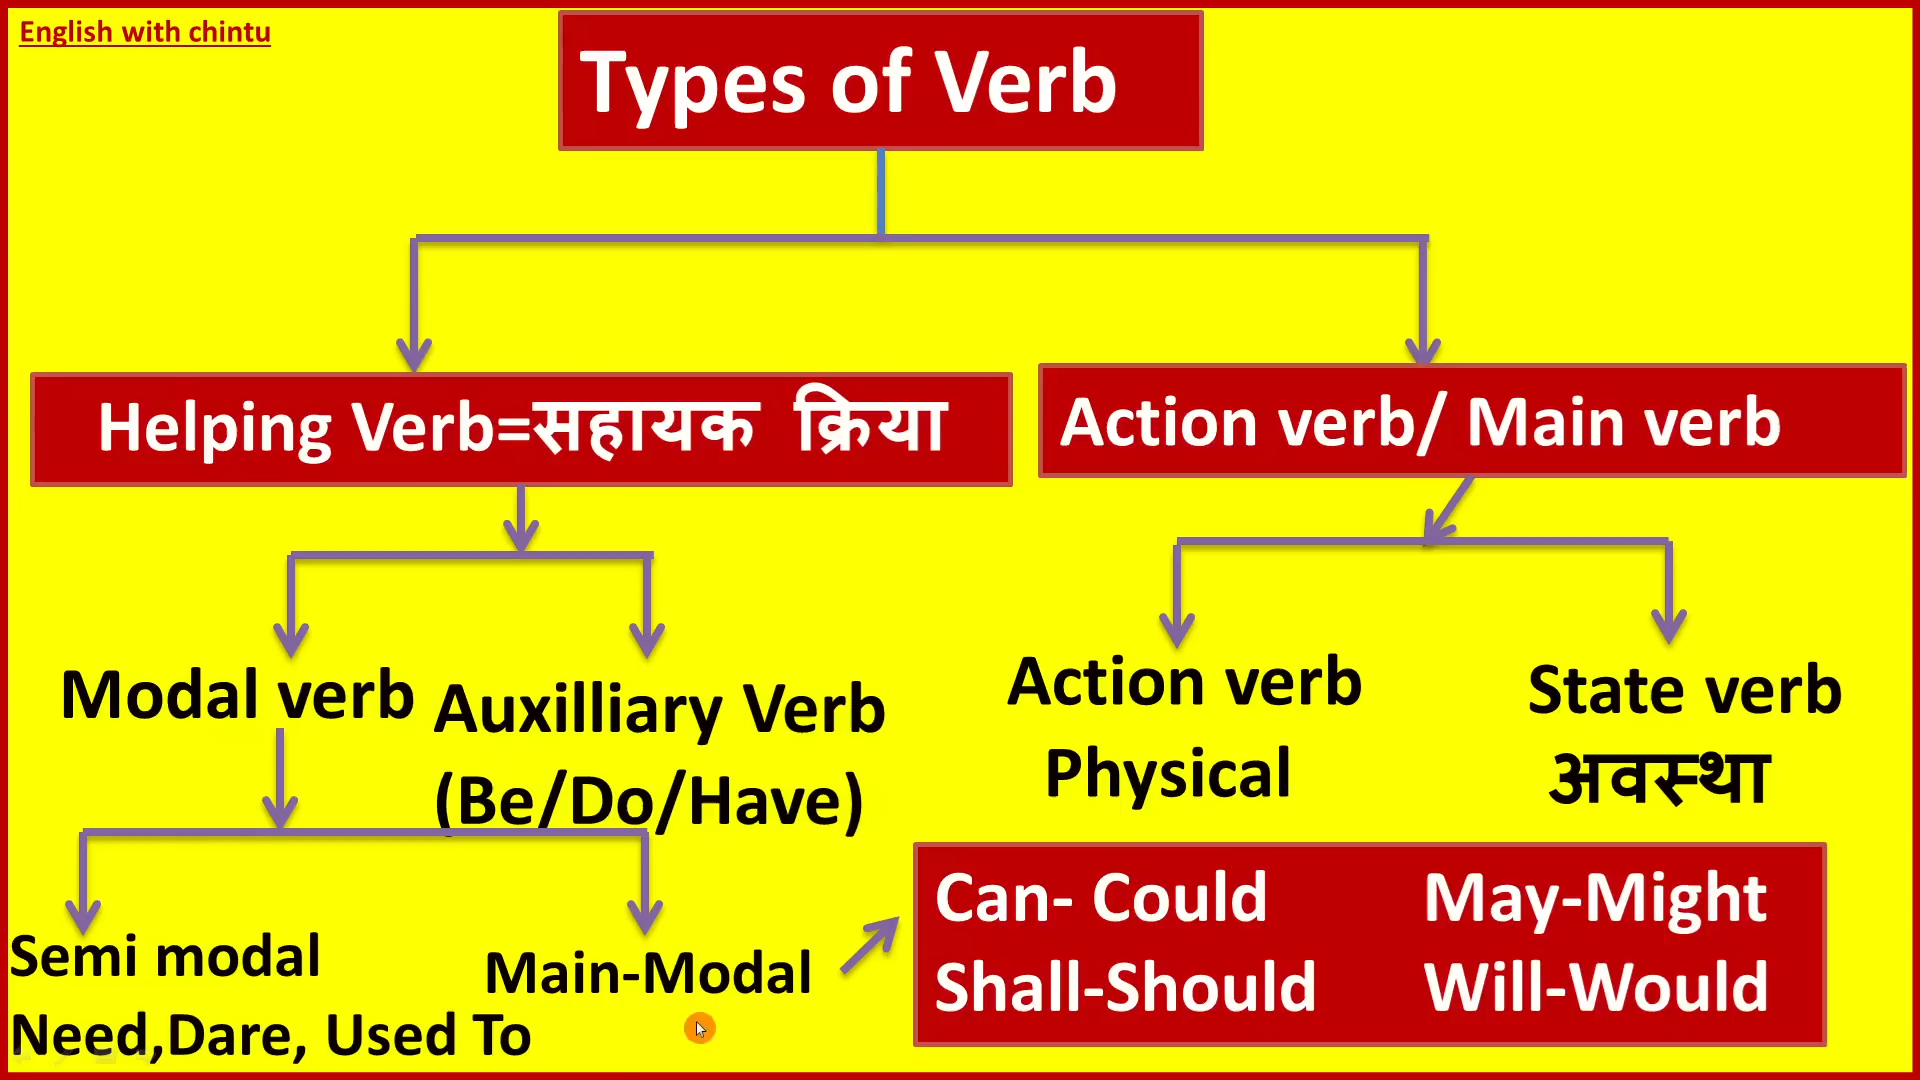 English with chintu
Types of Verb
Helping Verb=सहायक क्रिया
Action verb/ Main verb
Modal verb
Auxilliary Verb
(Be/Do/Have)
Action verb
Physical
State verb
अवस्था
Semi modal
Need,Dare, Used To
Main-Modal
Can- Could May-Might
Shall-Should Will-Would